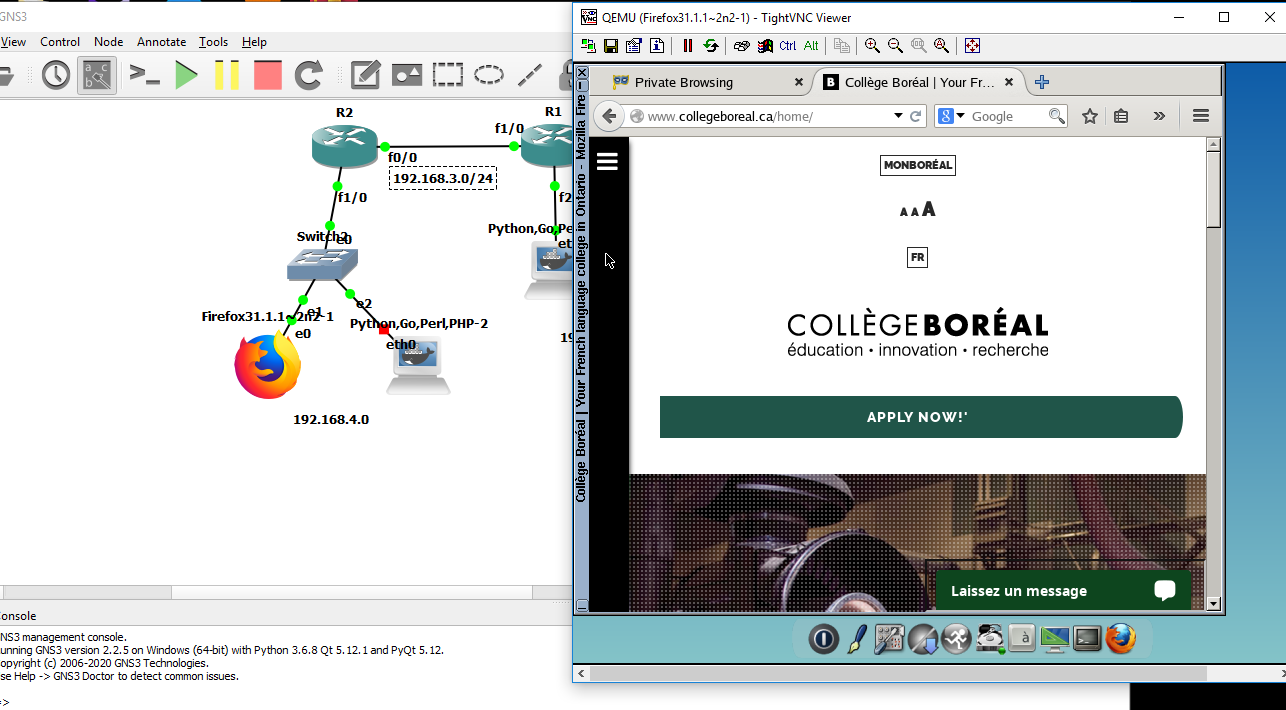 GNS3
View Control Node Annotate Tools Help
R2
R1
f1/0
f0/0
192.168.3.0/24
f1/0
f2
Switch2
e0
Python,Go,Pe
et
e1
e2
Firefox31.1.1~2n2-1
e0
Python,Go,Perl,PHP-2
eth0
19
192.168.4.0
onsole
NS3 management console.
unning GNS3 version 2.2.5 on Windows (64-bit) with Python 3.6.8 Qt 5.12.1 and PyQt 5.12.
opyright (c) 2006-2020 GNS3 Technologies.
se Help -> GNS3 Doctor to detect common issues.
=>
QEMU (Firefox31.1.1~2n2-1) - TightVNC Viewer
Ctrl Alt
Collège Boréal | Your French language college in Ontario - Mozilla Fire
Private Browsing
Collège Boréal | Your Fr...
www.collegeboreal.ca/home/
Google
MONBORÉAL
A A A
FR
COLLÈGEBORÉAL
éducation • innovation • recherche
APPLY NOW!'
Laissez un message